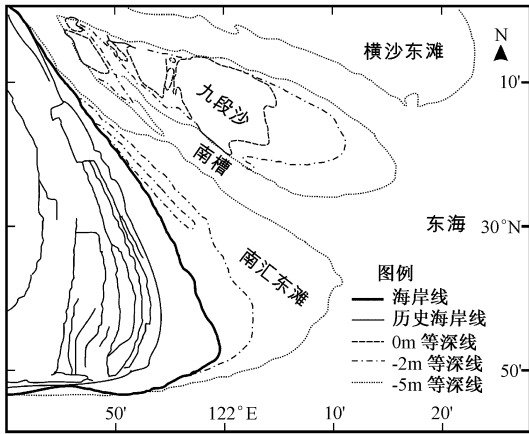 横沙东滩
N
10'
九段沙
南槽
东海
30°N
南汇东滩
图例
海岸线
历史海岸线
0m 等深线
-2m 等深线
-5m 等深线
50'
50'
122°E
10'
20'